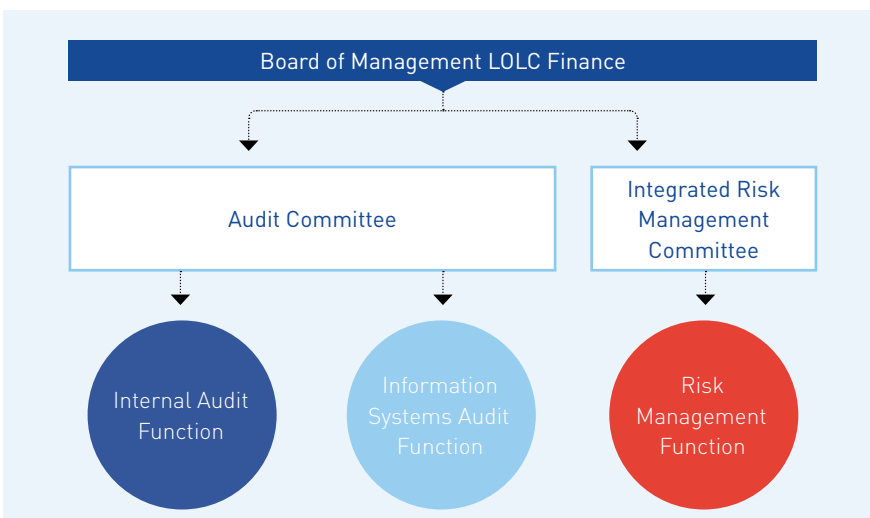 Board of Management LOLC Finance
Audit Committee
Integrated Risk
Management
Committee
Internal Audit
Function
Information
Systems Audit
Function
Risk
Management
Function